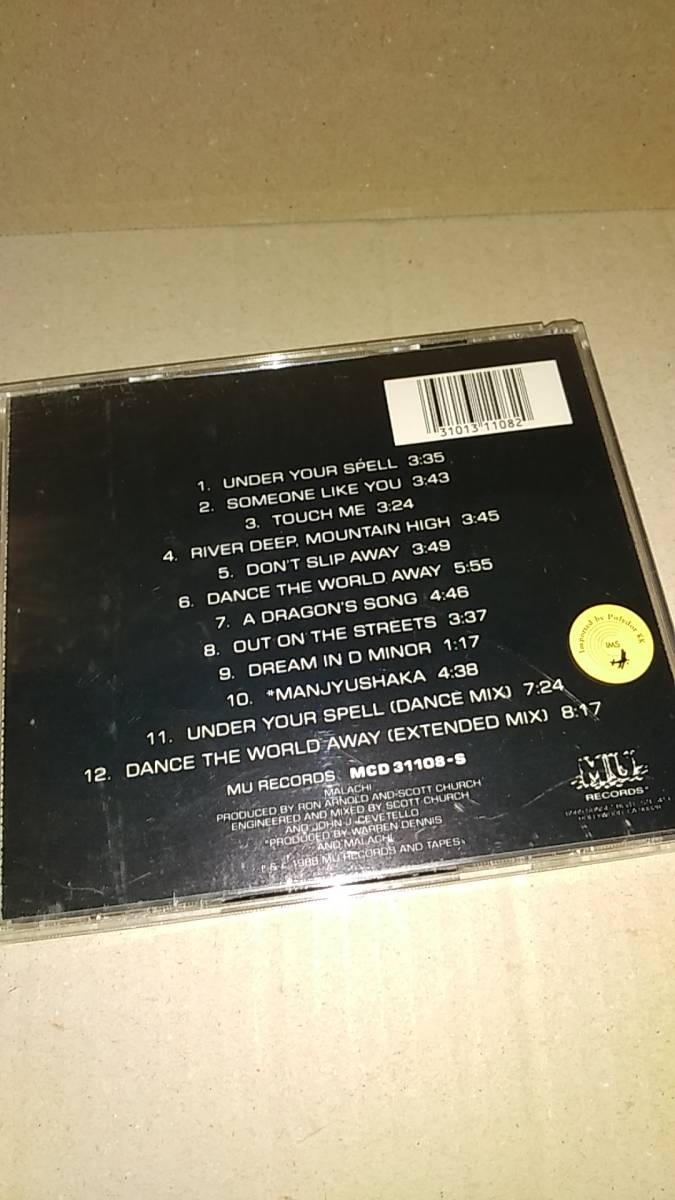 31013 11082
1. UNDER YOUR SPELL 3:35
2. SOMEONE LIKE YOU 3:43
3. TOUCH ME 3:24
4. RIVER DEEP, MOUNTAIN HIGH 3:45
5. DON'T SLIP AWAY 3:49
6. DANCE THE WORLD AWAY 5:55
7. A DRAGON'S SONG 4:46
8. OUT ON THE STREETS 3:37
9. DREAM IN D MINOR 1:17
10. *MANJYUSHAKA 4:38
11. UNDER YOUR SPELL (DANCE MIX) 7:24
12. DANCE THE WORLD AWAY (EXTENDED MIX) 8:17
MU RECORDS MCD 31108-S
MALACHI
PRODUCED BY RON ARNOLD AND SCOTT CHURCH
ENGINEERED AND MIXED BY SCOTT CHURCH
AND JOHN J. CEVETELLO
*PRODUCED BY WARREN DENNIS
AND MALACHI
℗ & © 1988 MU RECORDS AND TAPES
Imported by Polydor KK
IMS
MU
RECORDS